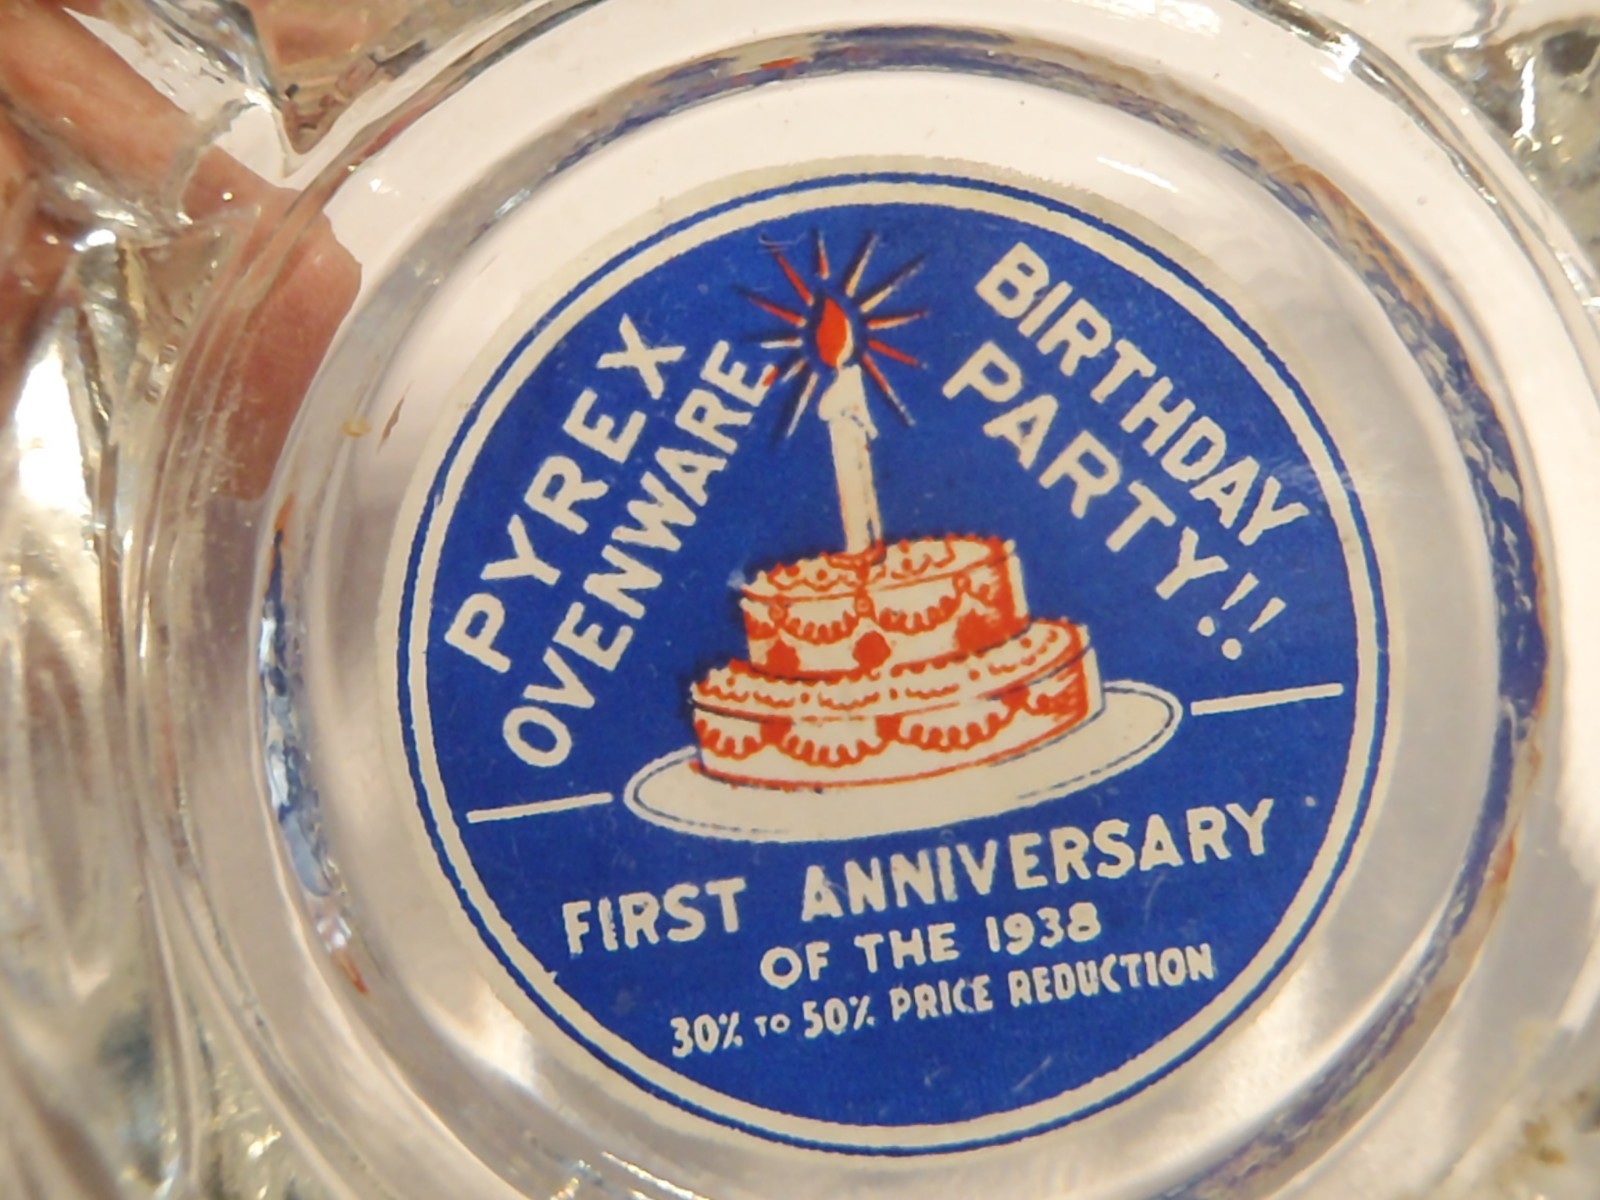 PYREX
OVENWARE
BIRTHDAY
PARTY!!
FIRST ANNIVERSARY
OF THE 1938
30% TO 50% PRICE REDUCTION